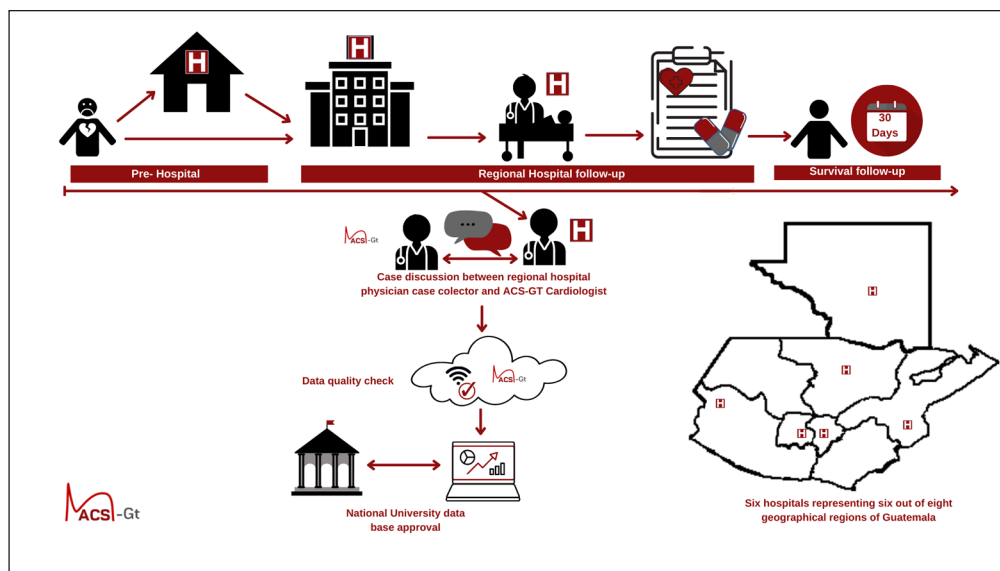 H
H
H
30
Days
Pre- Hospital
Regional Hospital follow-up
Survival follow-up
ACS-Gt
...
H
Case discussion between regional hospital
physician case colector and ACS-GT Cardiologist
Data quality check
ACS-Gt
National University data
base approval
ACS-Gt
H
H
H
H
H
H
Six hospitals representing six out of eight
geographical regions of Guatemala